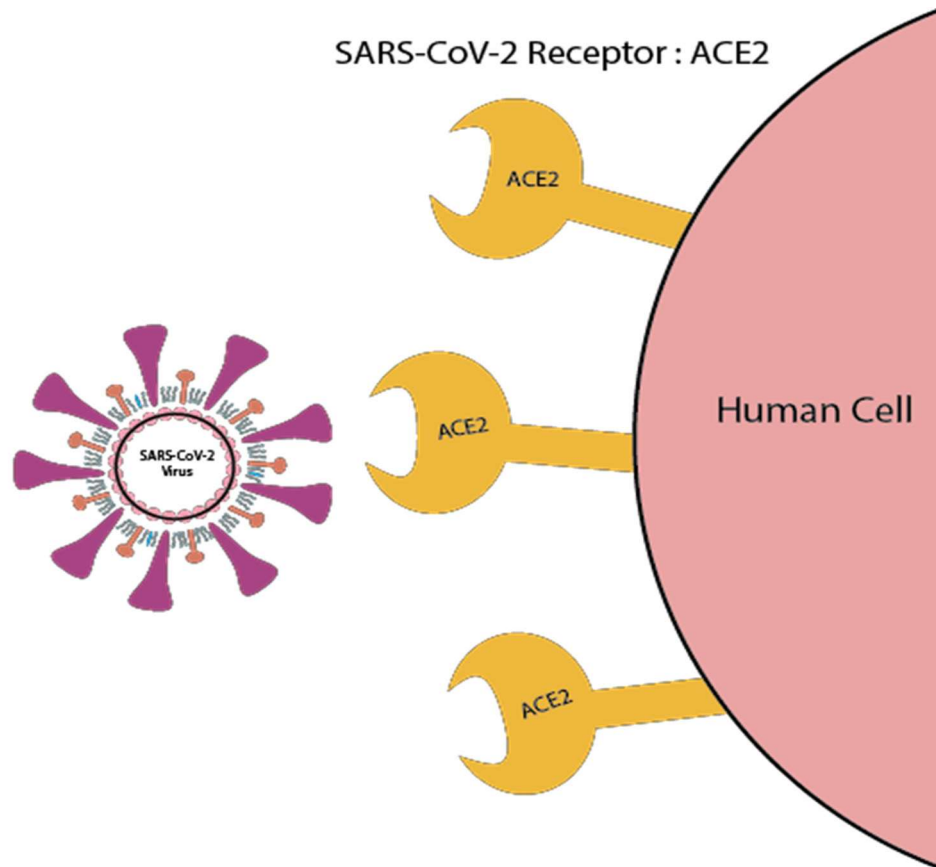 SARS-CoV-2 Receptor : ACE2
ACE2
ACE2
Human Cell
SARS-CoV-2
Virus
ACE2